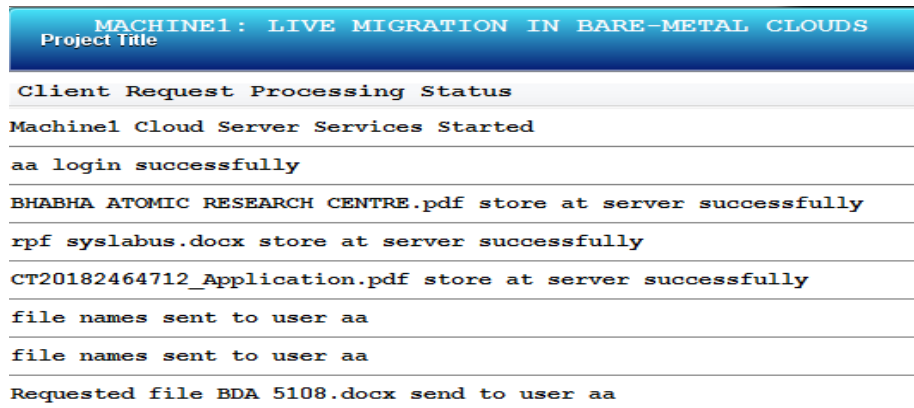 MACHINE1: LIVE MIGRATION IN BARE-METAL CLOUDS
Project Title
Client Request Processing Status
Machine1 Cloud Server Services Started
aa login successfully
BHABHA ATOMIC RESEARCH CENTRE.pdf store at server successfully
rpf syslabus.docx store at server successfully
CT20182464712_Application.pdf store at server successfully
file names sent to user aa
file names sent to user aa
Requested file BDA 5108.docx send to user aa